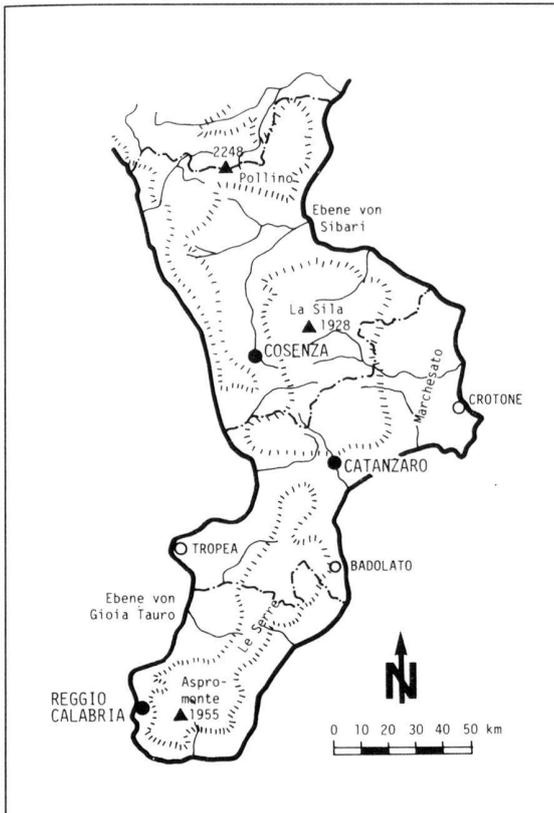 2248
Pollino
Ebene von
Sibari
La Sila
1928
COSENZA
Marchesato
CROTONE
CATANZARO
TROPEA
BADOLATO
Ebene von
Gioia Tauro
Le Serre
Aspro-
monte
1955
REGGIO
CALABRIA
N
0 10 20 30 40 50 km